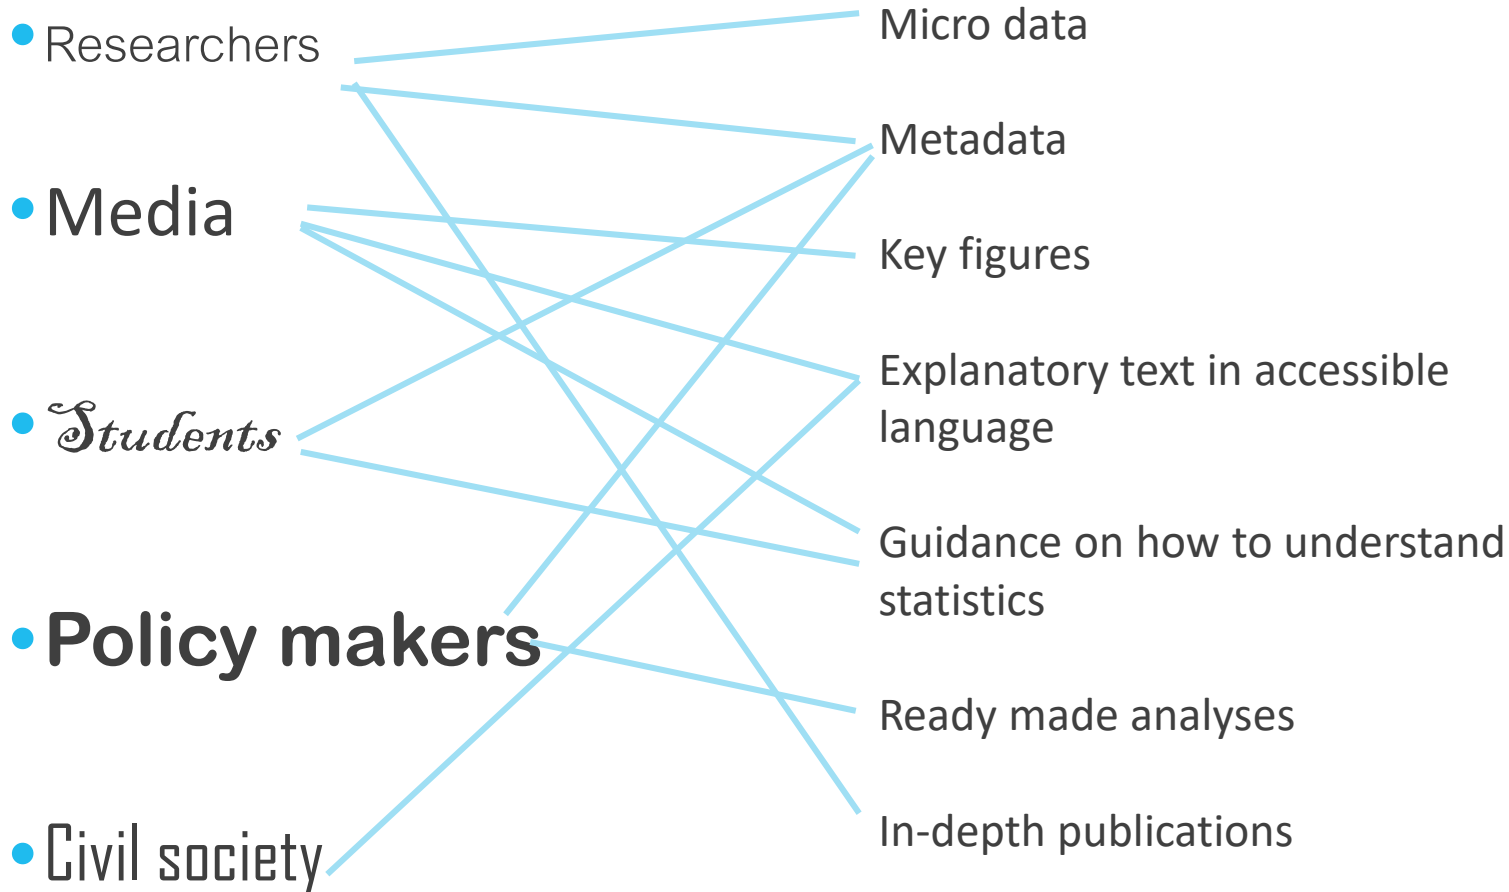 • Researchers
• Media
• Students
• Policy makers
• Civil society
Micro data
Metadata
Key figures
Explanatory text in accessible
language
Guidance on how to understand
statistics
Ready made analyses
In-depth publications